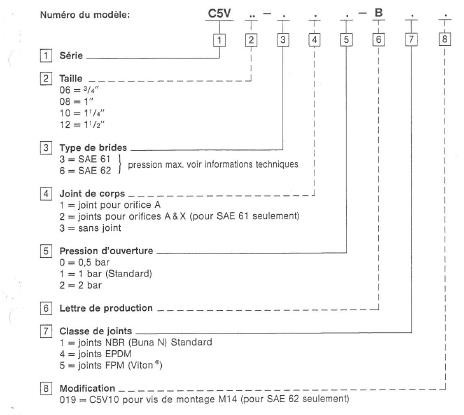 Numéro du modèle: C5V .. – . . . – B . .
1 2 3 4 5 6 7 8
1 Série
2 Taille
06 = 3/4"
08 = 1"
10 = 1 1/4"
12 = 1 1/2"
3 Type de brides
3 = SAE 61
6 = SAE 62 } pression max. voir informations techniques
4 Joint de corps
1 = joint pour orifice A
2 = joints pour orifices A & X (pour SAE 61 seulement)
3 = sans joint
5 Pression d'ouverture
0 = 0,5 bar
1 = 1 bar (Standard)
2 = 2 bar
6 Lettre de production
7 Classe de joints
1 = joints NBR (Buna N) Standard
4 = joints EPDM
5 = joints FPM (Viton®)
8 Modification
019 = C5V10 pour vis de montage M14 (pour SAE 62 seulement)